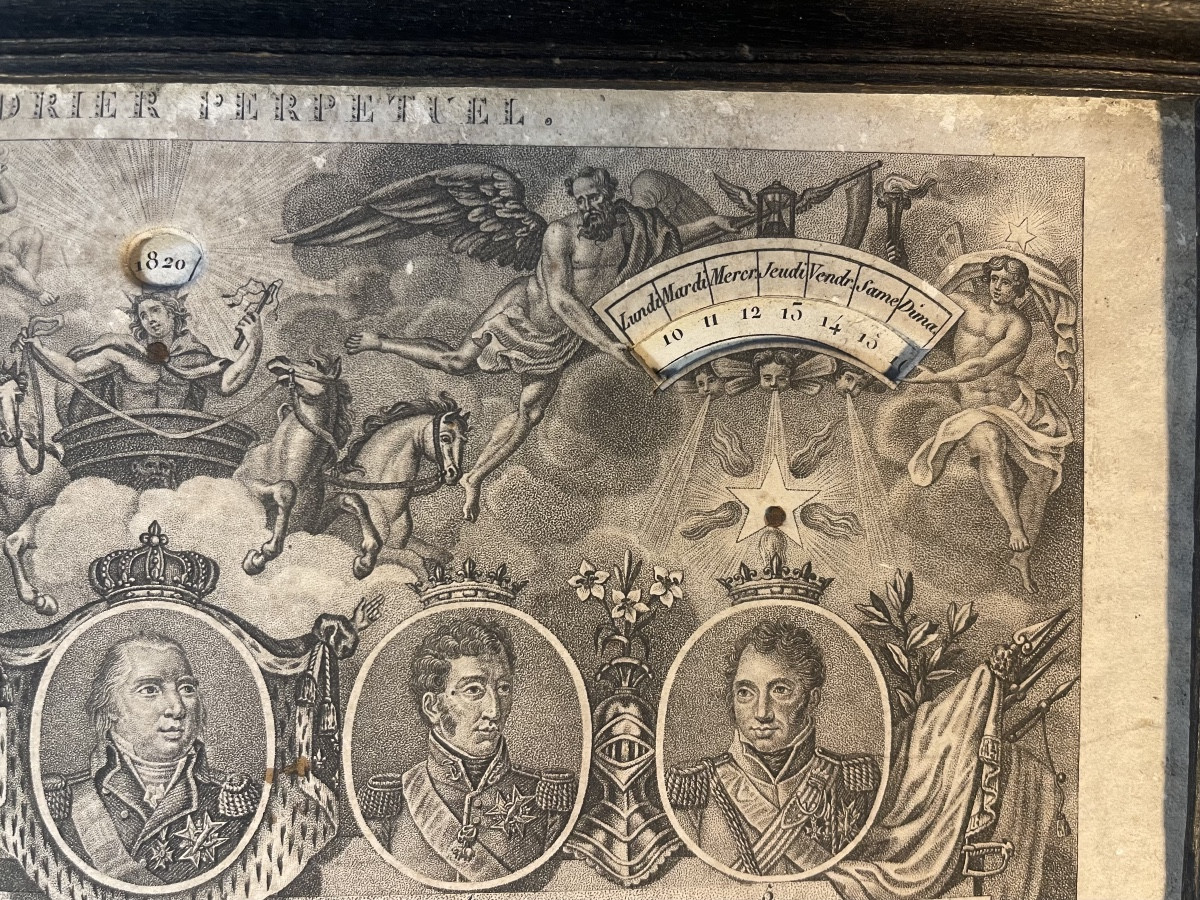 DRIER PERPETUEL.
1820
Lundi Mardi Mercr. Jeudi Vendr. Same. Dima.
10 11 12 13 14 15